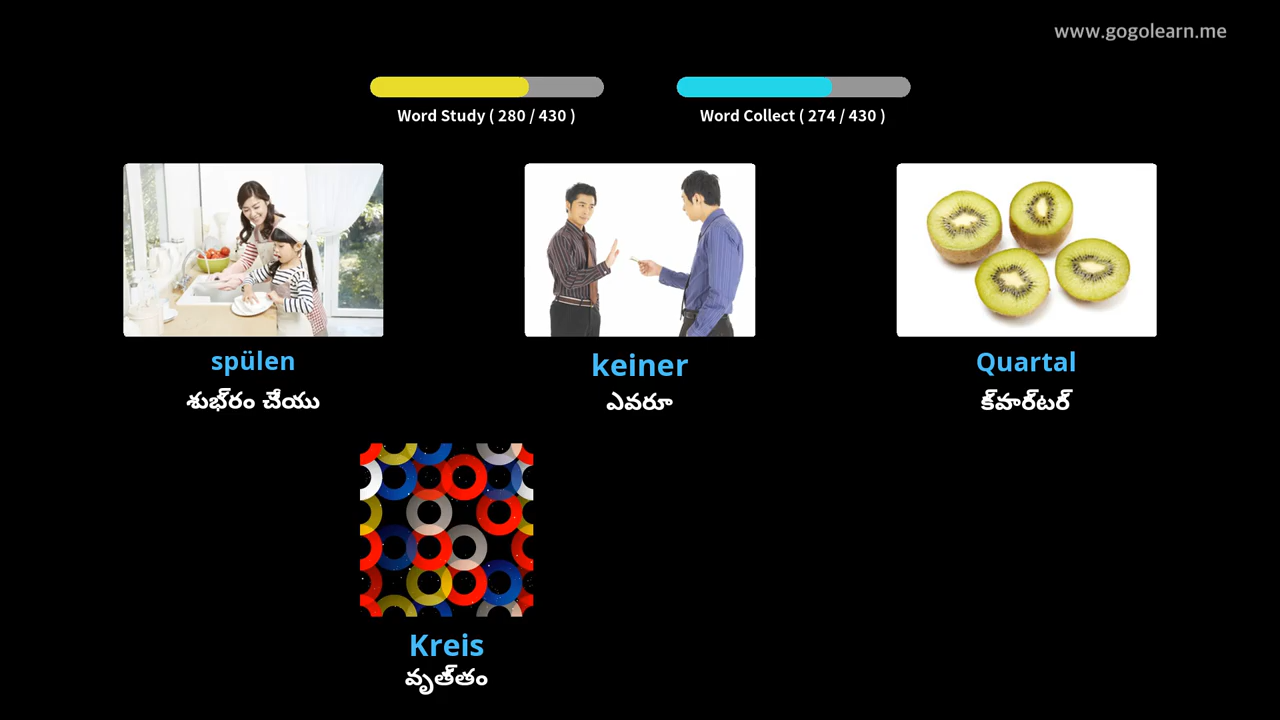 www.gogolearn.me
Word Study ( 280 / 430 )
Word Collect ( 274 / 430 )
spülen
శుభ్రం చేయు
keiner
ఎవరూ
Quartal
క్వార్టర్
Kreis
వృత్తం